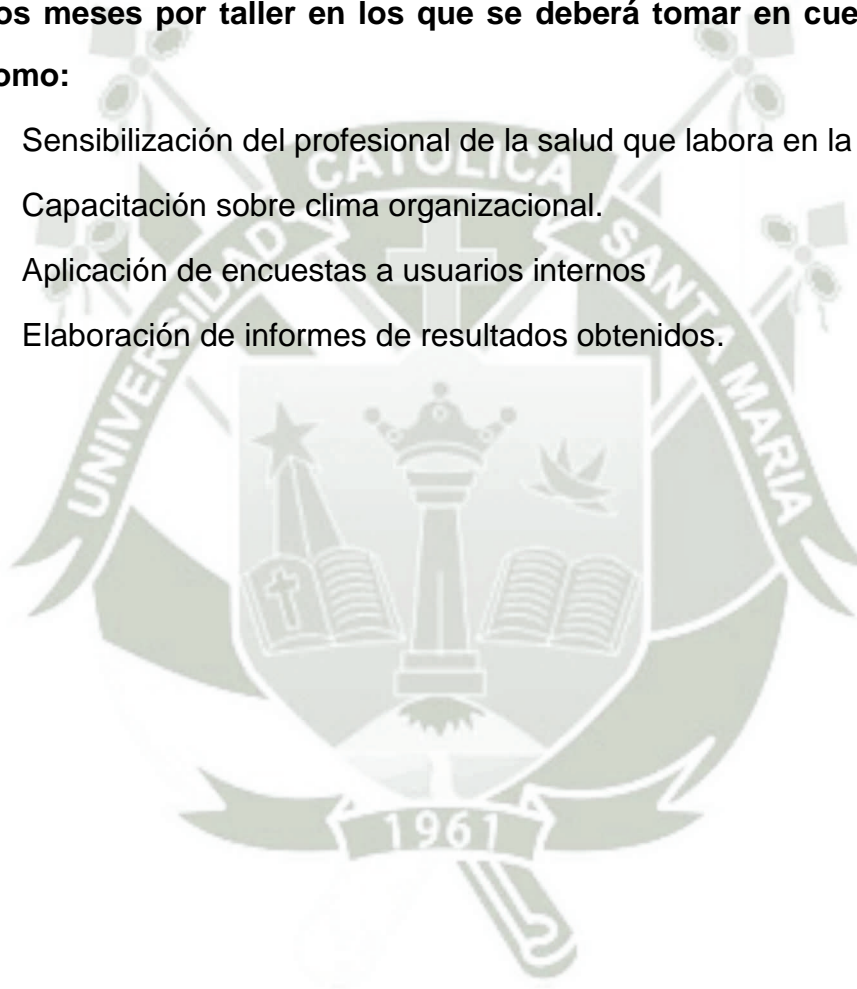 os meses por taller en los que se deberá tomar en cue
omo:
Sensibilización del profesional de la salud que labora en la
Capacitación sobre clima organizacional.
Aplicación de encuestas a usuarios internos
Elaboración de informes de resultados obtenidos.
UNIVERSIDAD CATOLICA SANTA MARIA
1961